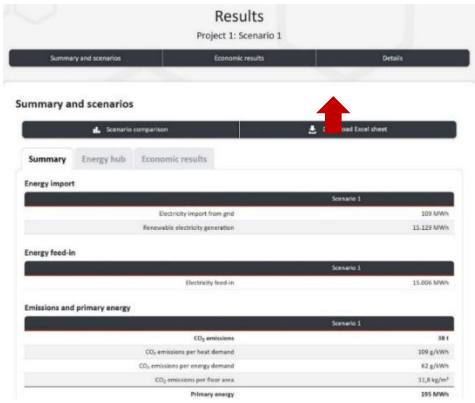 Results
Project 1: Scenario 1
Summary and scenarios Economic results Details
Summary and scenarios
Scenario comparison Excel sheet
Summary Energy hub Economic results
Energy import
Scenario 1
Electricity import from grid 109 MWh
Renewable electricity generation 15.129 MWh
Energy feed-in
Scenario 1
Electricity feed-in 15.006 MWh
Emissions and primary energy
Scenario 1
CO₂ emissions 38 t
CO₂ emissions per heat demand 109 g/kWh
CO₂ emissions per energy demand 62 g/kWh
CO₂ emissions per floor area 11,8 kg/m²
Primary energy 195 MWh